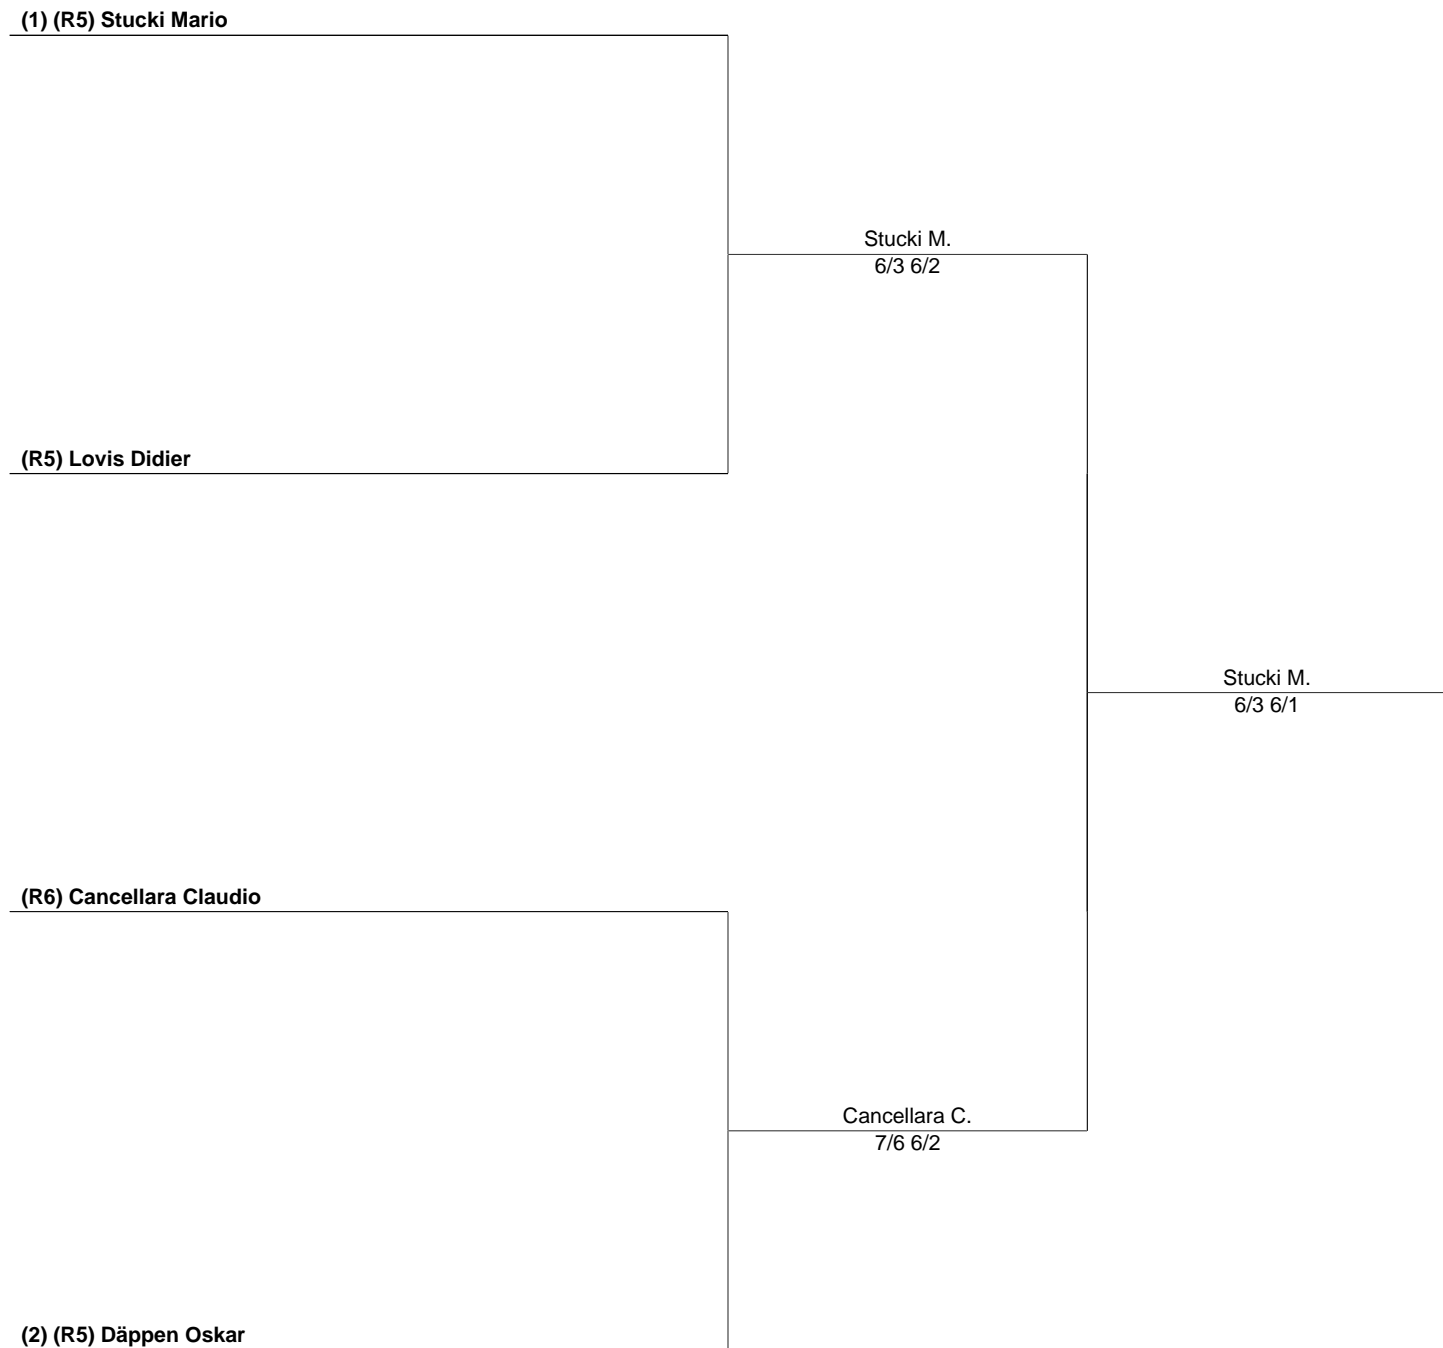 (1) (R5) Stucki Mario
Stucki M.
6/3 6/2
(R5) Lovis Didier
Stucki M.
6/3 6/1
(R6) Cancellara Claudio
Cancellara C.
7/6 6/2
(2) (R5) Däppen Oskar